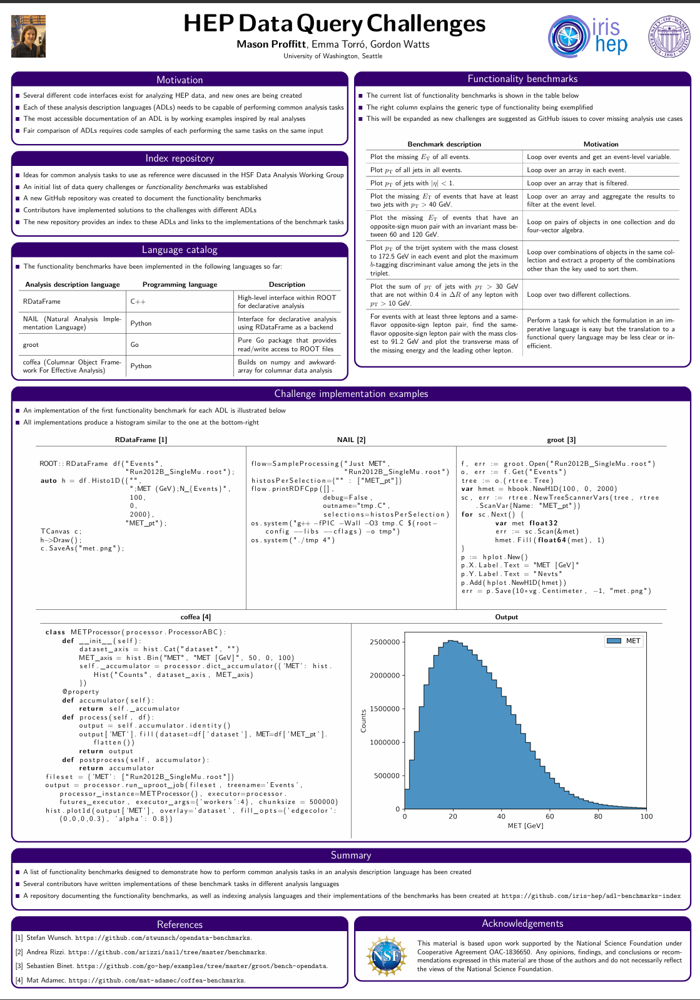 HEP Data Query Challenges
Mason Proffitt, Emma Torró, Gordon Watts
University of Washington, Seattle
iris
hep
UNIVERSITY OF WASHINGTON
1861
Motivation
Several different code interfaces exist for analyzing HEP data, and new ones are being created
Each of these analysis description languages (ADLs) needs to be capable of performing common analysis tasks
The most accessible documentation of an ADL is by working examples inspired by real analyses
Fair comparison of ADLs requires code samples of each performing the same tasks on the same input
Index repository
Ideas for common analysis tasks to use as reference were discussed in the HSF Data Analysis Working Group
An initial list of data query challenges or functionality benchmarks was established
A new GitHub repository was created to document the functionality benchmarks
Contributors have implemented solutions to the challenges with different ADLs
The new repository provides an index to these ADLs and links to the implementations of the benchmark tasks
Language catalog
The functionality benchmarks have been implemented in the following languages so far:
Analysis description language Programming language Description
RDataFrame C++ High-level interface within ROOT
for declarative analysis
NAIL (Natural Analysis Imple-
mentation Language) Python Interface for declarative analysis
using RDataFrame as a backend
groot Go Pure Go package that provides
read/write access to ROOT files
coffea (Columnar Object Frame-
work For Effective Analysis) Python Builds on numpy and awkward-
array for columnar data analysis
Functionality benchmarks
The current list of functionality benchmarks is shown in the table below
The right column explains the generic type of functionality being exemplified
This will be expanded as new challenges are suggested as GitHub issues to cover missing analysis use cases
Benchmark description Motivation
Plot the missing E_T of all events. Loop over events and get an event-level variable.
Plot p_T of all jets in all events. Loop over an array in each event.
Plot p_T of jets with |η| < 1. Loop over an array that is filtered.
Plot the missing E_T of events that have at least
two jets with p_T > 40 GeV.
Loop over an array and aggregate the results to
filter at the event level.
Plot the missing E_T of events that have an
opposite-sign muon pair with an invariant mass be-
tween 60 and 120 GeV.
Loop on pairs of objects in one collection and do
four-vector algebra.
Plot p_T of the trijet system with the mass closest
to 172.5 GeV in each event and plot the maximum
b-tagging discriminant value among the jets in the
triplet.
Loop over combinations of objects in the same col-
lection and extract a property of the combinations
other than the key used to sort them.
Plot the sum of p_T of jets with p_T > 30 GeV
that are not within 0.4 in ΔR of any lepton with
p_T > 10 GeV.
Loop over two different collections.
For events with at least three leptons and a same-
flavor opposite-sign lepton pair, find the same-
flavor opposite-sign lepton pair with the mass clos-
est to 91.2 GeV and plot the transverse mass of
the missing energy and the leading other lepton.
Perform a task for which the formulation in an im-
perative language is easy but the translation to a
functional query language may be less clear or in-
efficient.
Challenge implementation examples
An implementation of the first functionality benchmark for each ADL is illustrated below
All implementations produce a histogram similar to the one at the bottom-right
RDataFrame [1]
ROOT::RDataFrame df("Events",
"Run2012B_SingleMu.root");
auto h = df.Histo1D({"",
";MET (GeV);N_{Events}",
100,
0,
2000},
"MET_pt");
TCanvas c;
h->Draw();
c.SaveAs("met.png");
NAIL [2]
flow=SampleProcessing("Just MET",
"Run2012B_SingleMu.root")
histosPerSelection={"" : ["MET_pt"]}
flow.printRDFCpp([],
debug=False,
outname="tmp.C",
selections=histosPerSelection)
os.system("g++ -fPIC -Wall -O3 tmp.C $(root-
config --libs --cflags) -o tmp")
os.system("./tmp 4")
groot [3]
f, err := groot.Open("Run2012B_SingleMu.root")
o, err := f.Get("Events")
tree := o.(rtree.Tree)
var hmet = hbook.NewH1D(100, 0, 2000)
sc, err := rtree.NewTreeScannerVars(tree, rtree
.ScanVar{Name: "MET_pt"})
for sc.Next() {
var met float32
err := sc.Scan(&met)
hmet.Fill(float64(met), 1)
}
p := hplot.New()
p.X.Label.Text = "MET [GeV]"
p.Y.Label.Text = "Nevts"
p.Add(hplot.NewH1D(hmet))
err = p.Save(10*vg.Centimeter, -1, "met.png")
coffea [4]
class METProcessor(processor.ProcessorABC):
def __init__(self):
dataset_axis = hist.Cat("dataset", "")
MET_axis = hist.Bin("MET", "MET [GeV]", 50, 0, 100)
self._accumulator = processor.dict_accumulator({'MET': hist.
Hist("Counts", dataset_axis, MET_axis)
})
@property
def accumulator(self):
return self._accumulator
def process(self, df):
output = self.accumulator.identity()
output['MET'].fill(dataset=df['dataset'], MET=df['MET_pt'].
flatten())
return output
def postprocess(self, accumulator):
return accumulator
fileset = {'MET': ["Run2012B_SingleMu.root"]}
output = processor.run_uproot_job(fileset, treename='Events',
processor_instance=METProcessor(), executor=processor.
futures_executor, executor_args={'workers':4}, chunksize = 500000)
hist.plot1d(output['MET'], overlay='dataset', fill_opts={'edgecolor':
(0,0,0,0.3), 'alpha': 0.8})
Output
MET
2500000
2000000
1500000
1000000
500000
0
Counts
0 20 40 60 80 100
MET [GeV]
Summary
A list of functionality benchmarks designed to demonstrate how to perform common analysis tasks in an analysis description language has been created
Several contributors have written implementations of these benchmark tasks in different analysis languages
A repository documenting the functionality benchmarks, as well as indexing analysis languages and their implementations of the benchmarks has been created at https://github.com/iris-hep/adl-benchmarks-index
References
[1] Stefan Wunsch. https://github.com/stwunsch/opendata-benchmarks.
[2] Andrea Rizzi. https://github.com/arizzi/nail/tree/master/benchmarks.
[3] Sebastien Binet. https://github.com/go-hep/examples/tree/master/groot/bench-opendata.
[4] Mat Adamec. https://github.com/mat-adamec/coffea-benchmarks.
Acknowledgements
NSF
This material is based upon work supported by the National Science Foundation under
Cooperative Agreement OAC-1836650. Any opinions, findings, and conclusions or recom-
mendations expressed in this material are those of the authors and do not necessarily reflect
the views of the National Science Foundation.